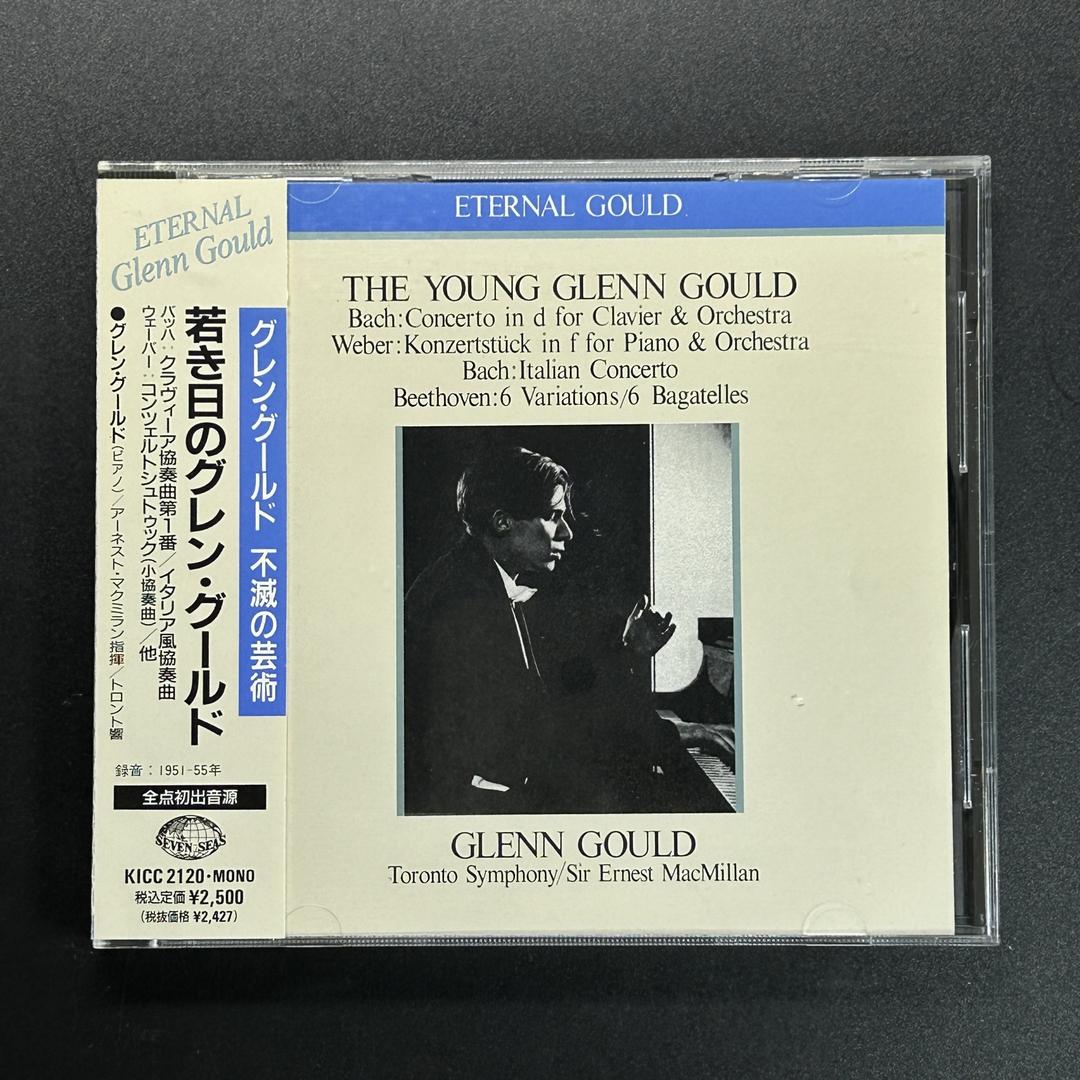 ETERNAL
Glenn Gould
グレン・グールド 不滅の芸術
若き日のグレン・グールド
バッハ:クラヴィーア協奏曲第1番/イタリア風協奏曲
ウェーバー:コンツェルトシュトゥック(小協奏曲)/他
●グレン・グールド(ピアノ)/アーネスト・マクミラン指揮/トロント響
録音:1951-55年
全点初出音源
SEVEN SEAS
KICC 2120・MONO
税込定価 ¥2,500
(税抜価格 ¥2,427)
ETERNAL GOULD
THE YOUNG GLENN GOULD
Bach:Concerto in d for Clavier & Orchestra
Weber:Konzertstück in f for Piano & Orchestra
Bach:Italian Concerto
Beethoven:6 Variations/6 Bagatelles
GLENN GOULD
Toronto Symphony/Sir Ernest MacMillan